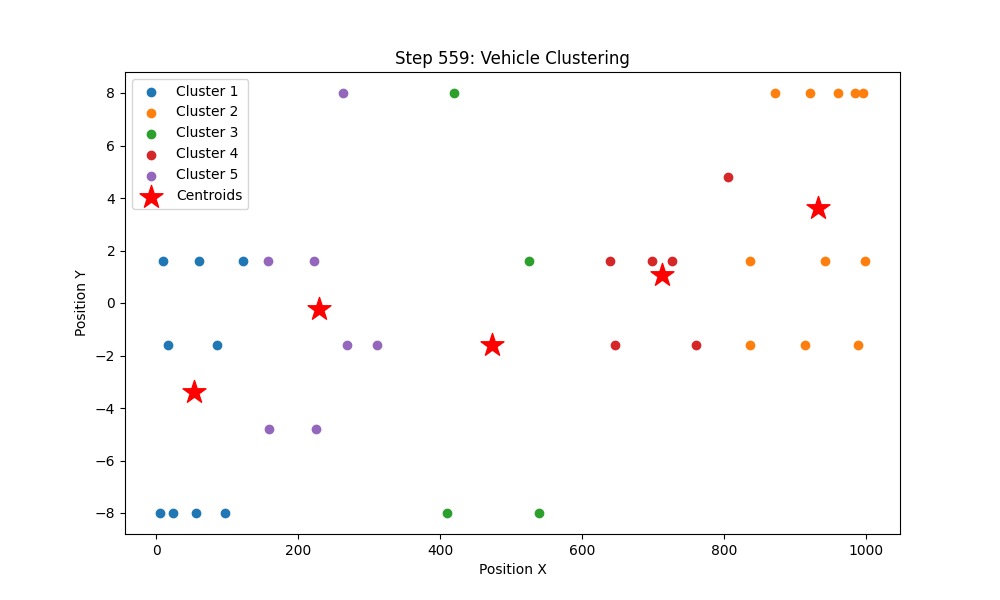 Step 559: Vehicle Clustering
Cluster 1
Cluster 2
Cluster 3
Cluster 4
Cluster 5
Centroids
8
6
4
2
0
−2
−4
−6
−8
Position Y
0 200 400 600 800 1000
Position X